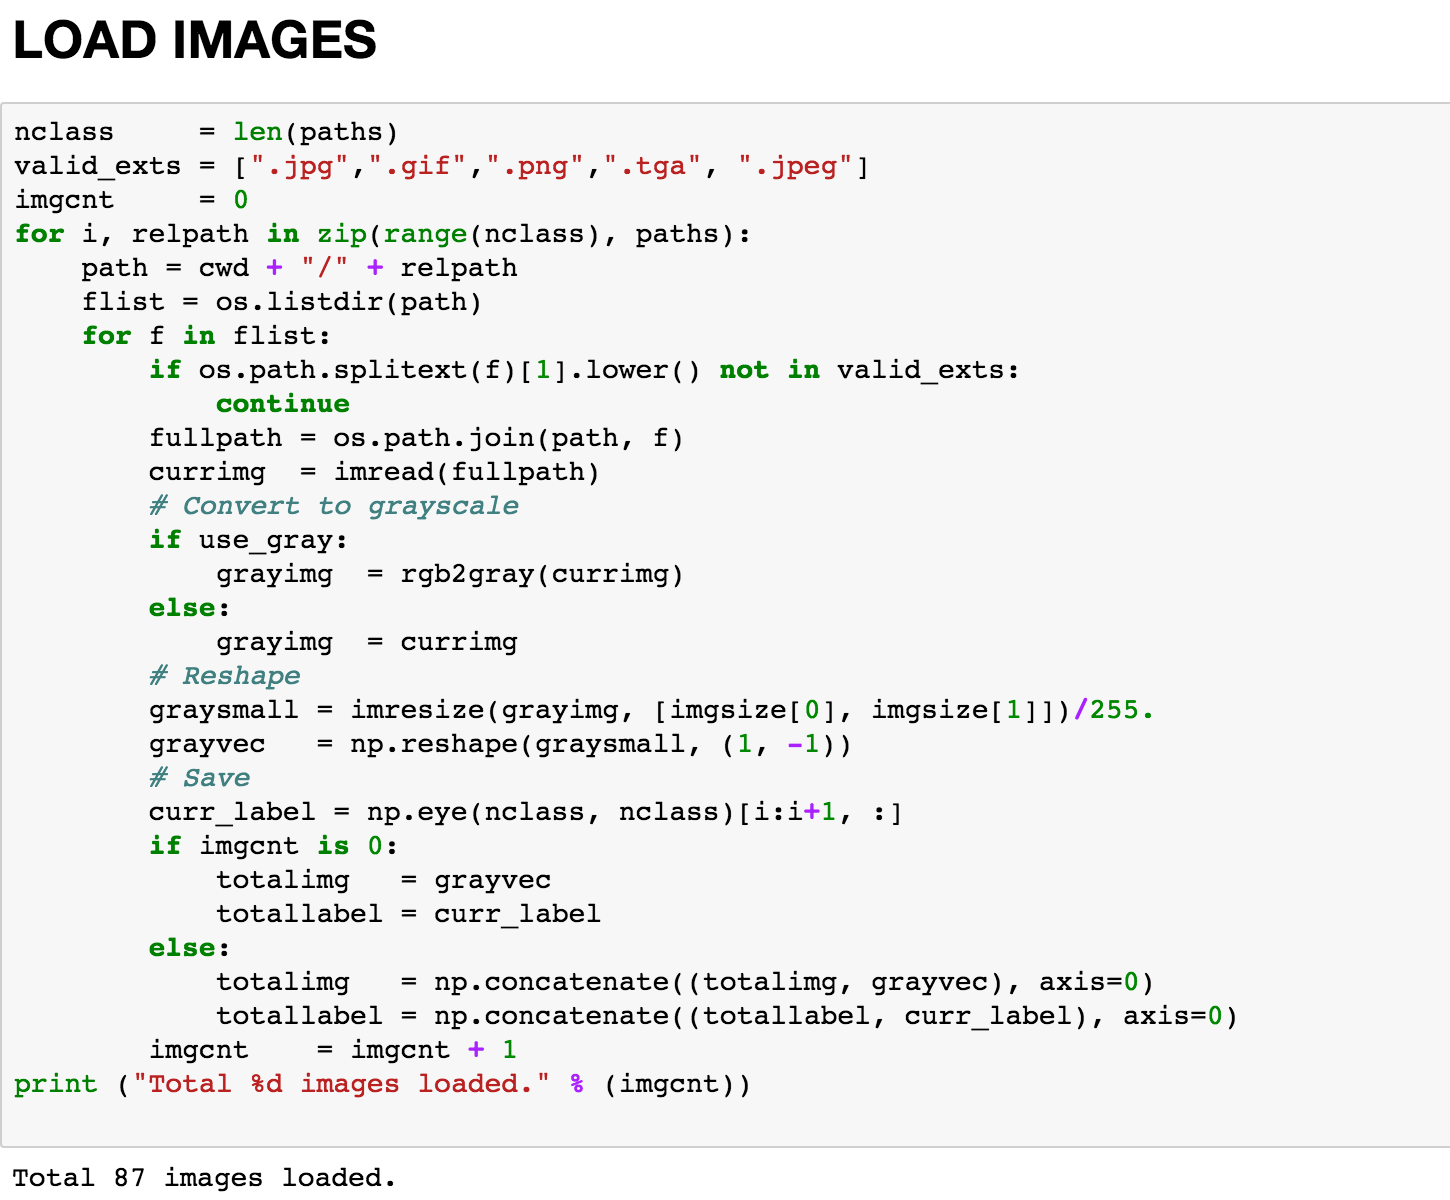 LOAD IMAGES
nclass     = len(paths)
valid_exts = [".jpg",".gif",".png",".tga", ".jpeg"]
imgcnt     = 0
for i, relpath in zip(range(nclass), paths):
    path = cwd + "/" + relpath
    flist = os.listdir(path)
    for f in flist:
        if os.path.splitext(f)[1].lower() not in valid_exts:
            continue
        fullpath = os.path.join(path, f)
        currimg  = imread(fullpath)
        # Convert to grayscale
        if use_gray:
            grayimg  = rgb2gray(currimg)
        else:
            grayimg  = currimg
        # Reshape
        graysmall = imresize(grayimg, [imgsize[0], imgsize[1]])/255.
        grayvec   = np.reshape(graysmall, (1, -1))
        # Save
        curr_label = np.eye(nclass, nclass)[i:i+1, :]
        if imgcnt is 0:
            totalimg   = grayvec
            totallabel = curr_label
        else:
            totalimg   = np.concatenate((totalimg, grayvec), axis=0)
            totallabel = np.concatenate((totallabel, curr_label), axis=0)
        imgcnt    = imgcnt + 1
print ("Total %d images loaded." % (imgcnt))
Total 87 images loaded.